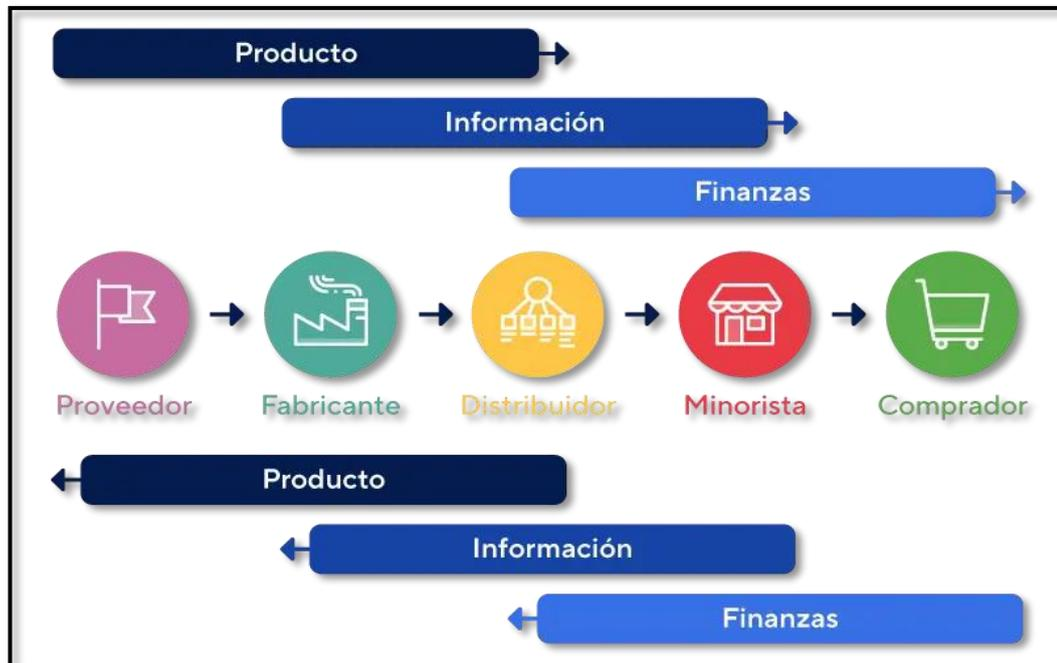 Producto
Información
Finanzas
Proveedor Fabricante Distribuidor Minorista Comprador
Producto
Información
Finanzas